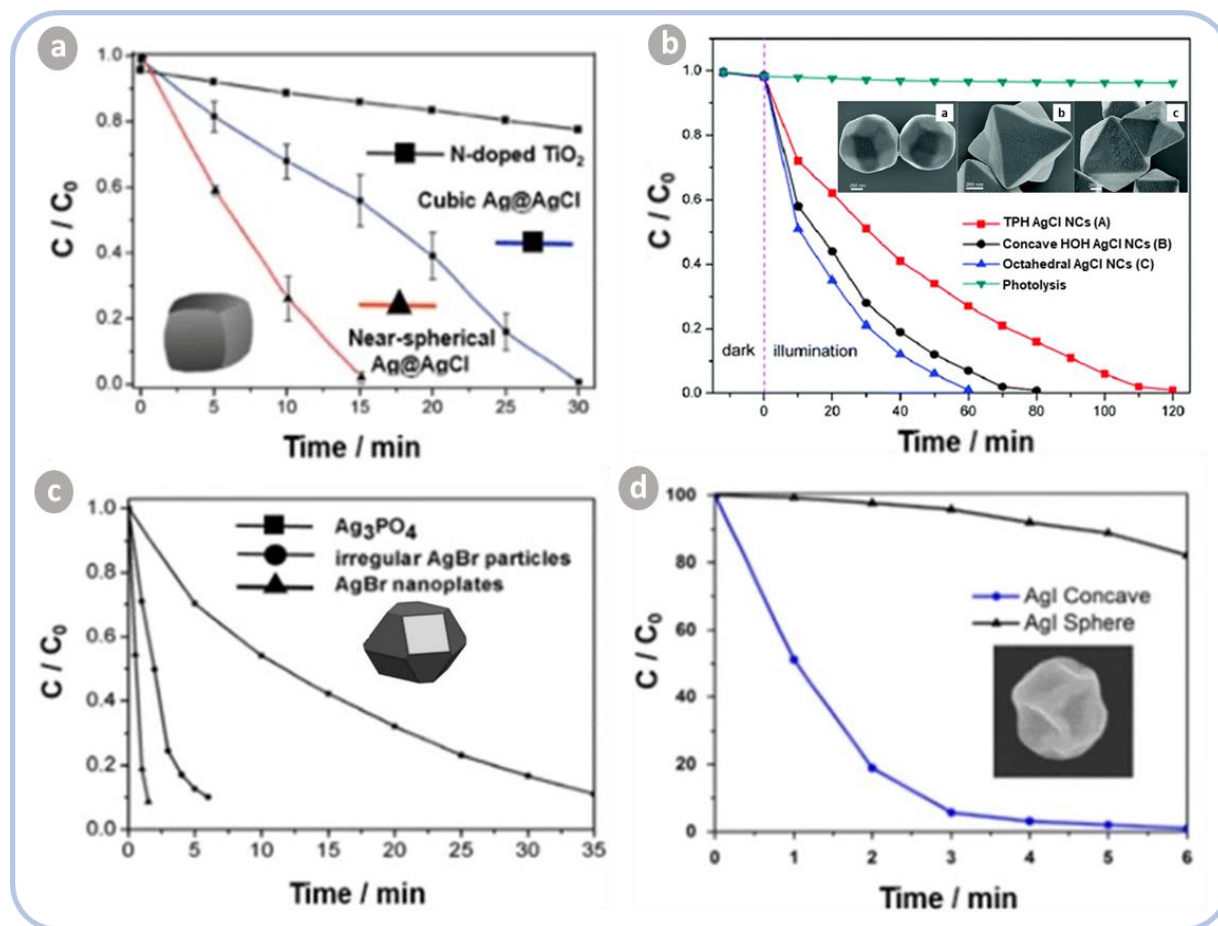 a
C / C₀
1.0
0.8
0.6
0.4
0.2
0.0
N-doped TiO₂
Cubic Ag@AgCl
Near-spherical
Ag@AgCl
0 5 10 15 20 25 30
Time / min
b
C / C₀
1.0
0.8
0.6
0.4
0.2
0.0
a
b
c
TPH AgCl NCs (A)
Concave HOH AgCl NCs (B)
Octahedral AgCl NCs (C)
Photolysis
dark
illumination
0 20 40 60 80 100 120
Time / min
c
C / C₀
1.0
0.8
0.6
0.4
0.2
0.0
Ag₃PO₄
irregular AgBr particles
AgBr nanoplates
0 5 10 15 20 25 30 35
Time / min
d
C / C₀
100
80
60
40
20
0
AgI Concave
AgI Sphere
0 1 2 3 4 5 6
Time / min